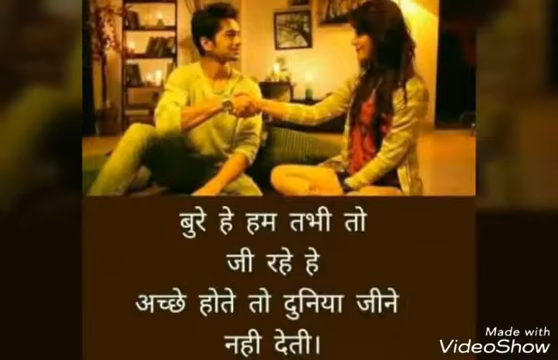 बुरे हे हम तभी तो
जी रहे हे
अच्छे होते तो दुनिया जीने
नही देती।
Made with
VideoShow